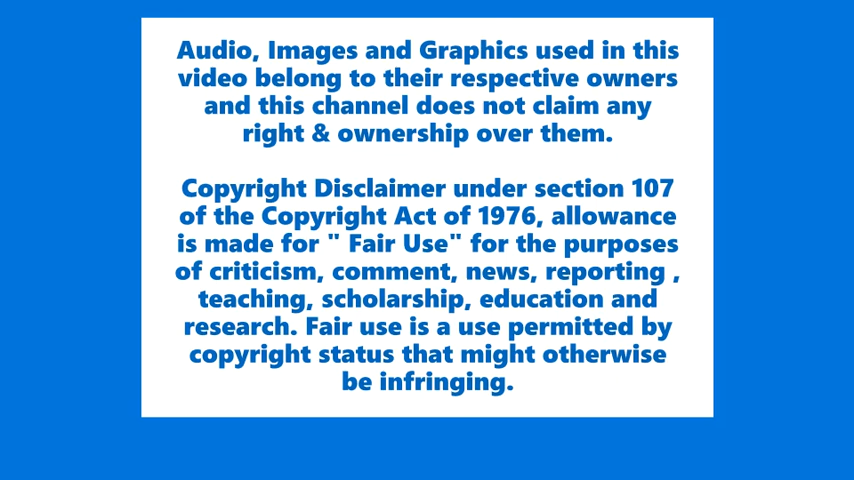 Audio, Images and Graphics used in this
video belong to their respective owners
and this channel does not claim any
right & ownership over them.
Copyright Disclaimer under section 107
of the Copyright Act of 1976, allowance
is made for " Fair Use" for the purposes
of criticism, comment, news, reporting ,
teaching, scholarship, education and
research. Fair use is a use permitted by
copyright status that might otherwise
be infringing.